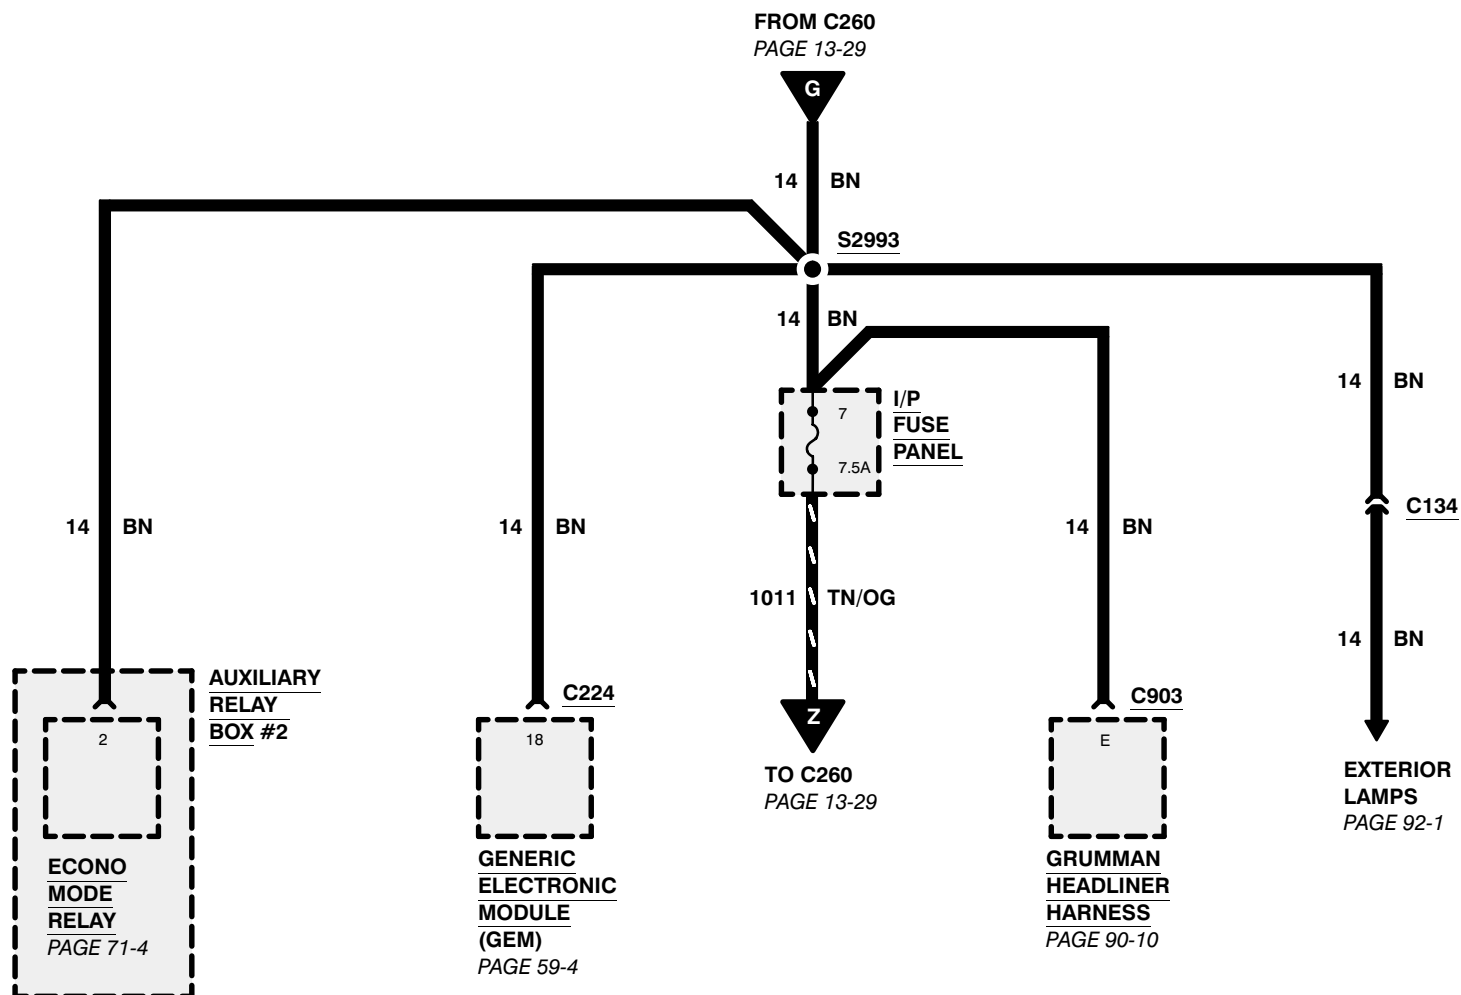 FROM C260
PAGE 13-29
G
14 BN
S2993
14 BN
14 BN
I/P
FUSE
PANEL
7
7.5A
C134
14 BN
14 BN
14 BN
1011 TN/OG
14 BN
AUXILIARY
RELAY
BOX #2
C224
C903
Z
2
18
E
TO C260
PAGE 13-29
EXTERIOR
LAMPS
PAGE 92-1
ECONO
MODE
RELAY
PAGE 71-4
GENERIC
ELECTRONIC
MODULE
(GEM)
PAGE 59-4
GRUMMAN
HEADLINER
HARNESS
PAGE 90-10